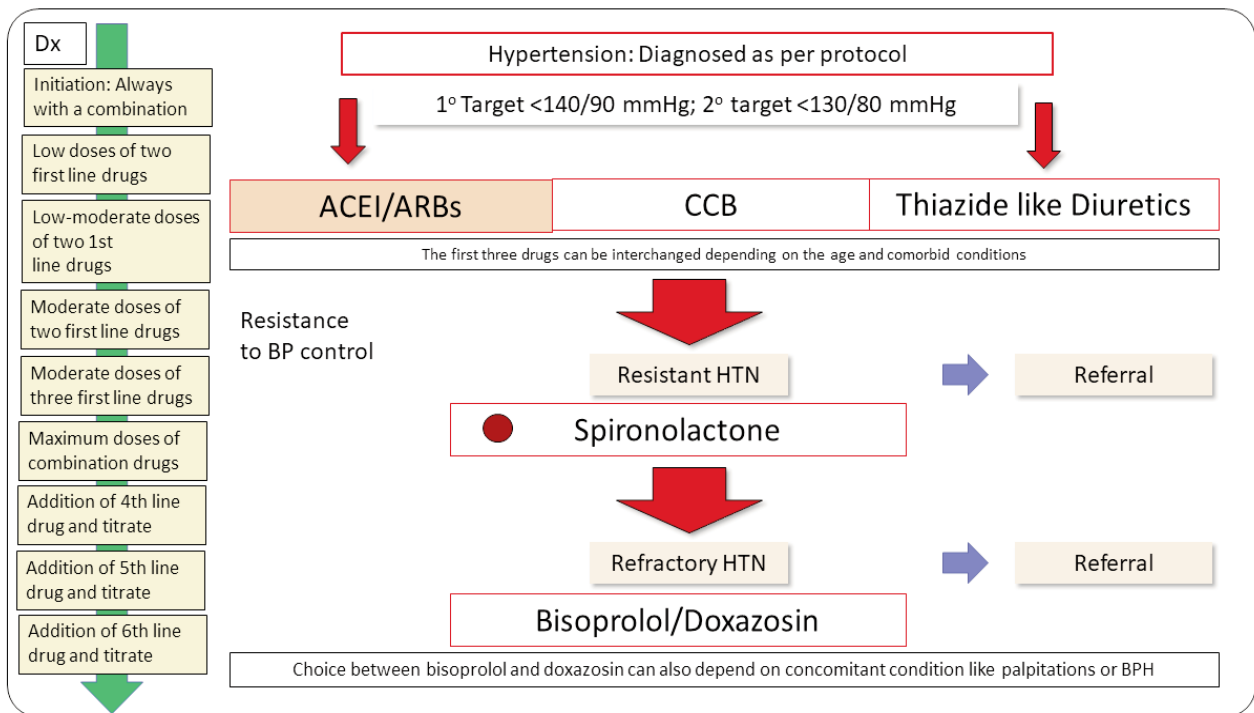 Dx
Initiation: Always
with a combination
Low doses of two
first line drugs
Low-moderate doses
of two 1st
line drugs
Moderate doses of
two first line drugs
Moderate doses of
three first line drugs
Maximum doses of
combination drugs
Addition of 4th line
drug and titrate
Addition of 5th line
drug and titrate
Addition of 6th line
drug and titrate
Hypertension: Diagnosed as per protocol
1º Target <140/90 mmHg; 2º target <130/80 mmHg
ACEI/ARBs
CCB
Thiazide like Diuretics
The first three drugs can be interchanged depending on the age and comorbid conditions
Resistance
to BP control
Resistant HTN
Referral
Spironolactone
Refractory HTN
Referral
Bisoprolol/Doxazosin
Choice between bisoprolol and doxazosin can also depend on concomitant condition like palpitations or BPH